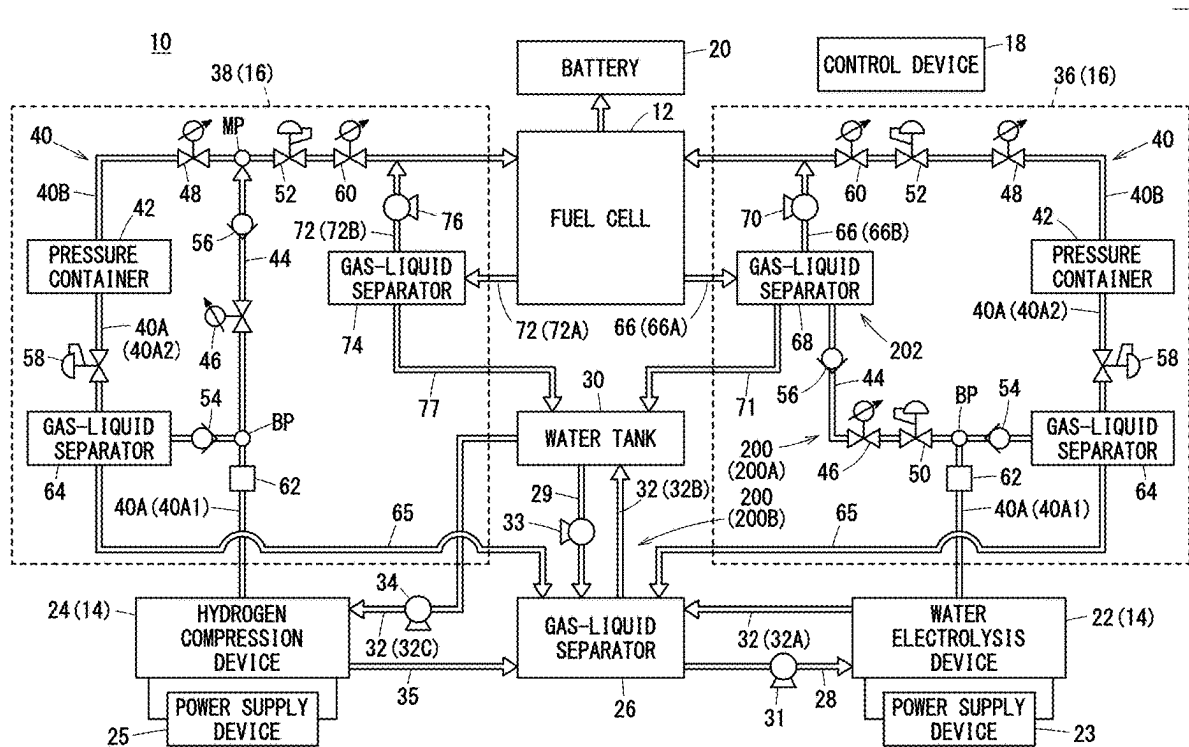 10
20
18
BATTERY
CONTROL DEVICE
38 (16)
36 (16)
12
MP
40
40
48
52
60
60
52
48
40B
42
56
76
FUEL CELL
70
42
40B
44
72 (72B)
66 (66B)
PRESSURE
CONTAINER
GAS-LIQUID
SEPARATOR
GAS-LIQUID
SEPARATOR
PRESSURE
CONTAINER
40A
(40A2)
46
74
72 (72A)
66 (66A)
68
202
40A (40A2)
58
58
56
44
77
30
71
54
BP
BP
54
GAS-LIQUID
SEPARATOR
WATER TANK
GAS-LIQUID
SEPARATOR
200
(200A)
46
50
64
62
29
32 (32B)
200
(200B)
62
64
40A (40A1)
33
40A (40A1)
65
65
34
24 (14)
HYDROGEN
COMPRESSION
DEVICE
32 (32C)
GAS-LIQUID
SEPARATOR
32 (32A)
WATER
ELECTROLYSIS
DEVICE
22 (14)
35
26
31
28
POWER SUPPLY
DEVICE
25
POWER SUPPLY
DEVICE
23